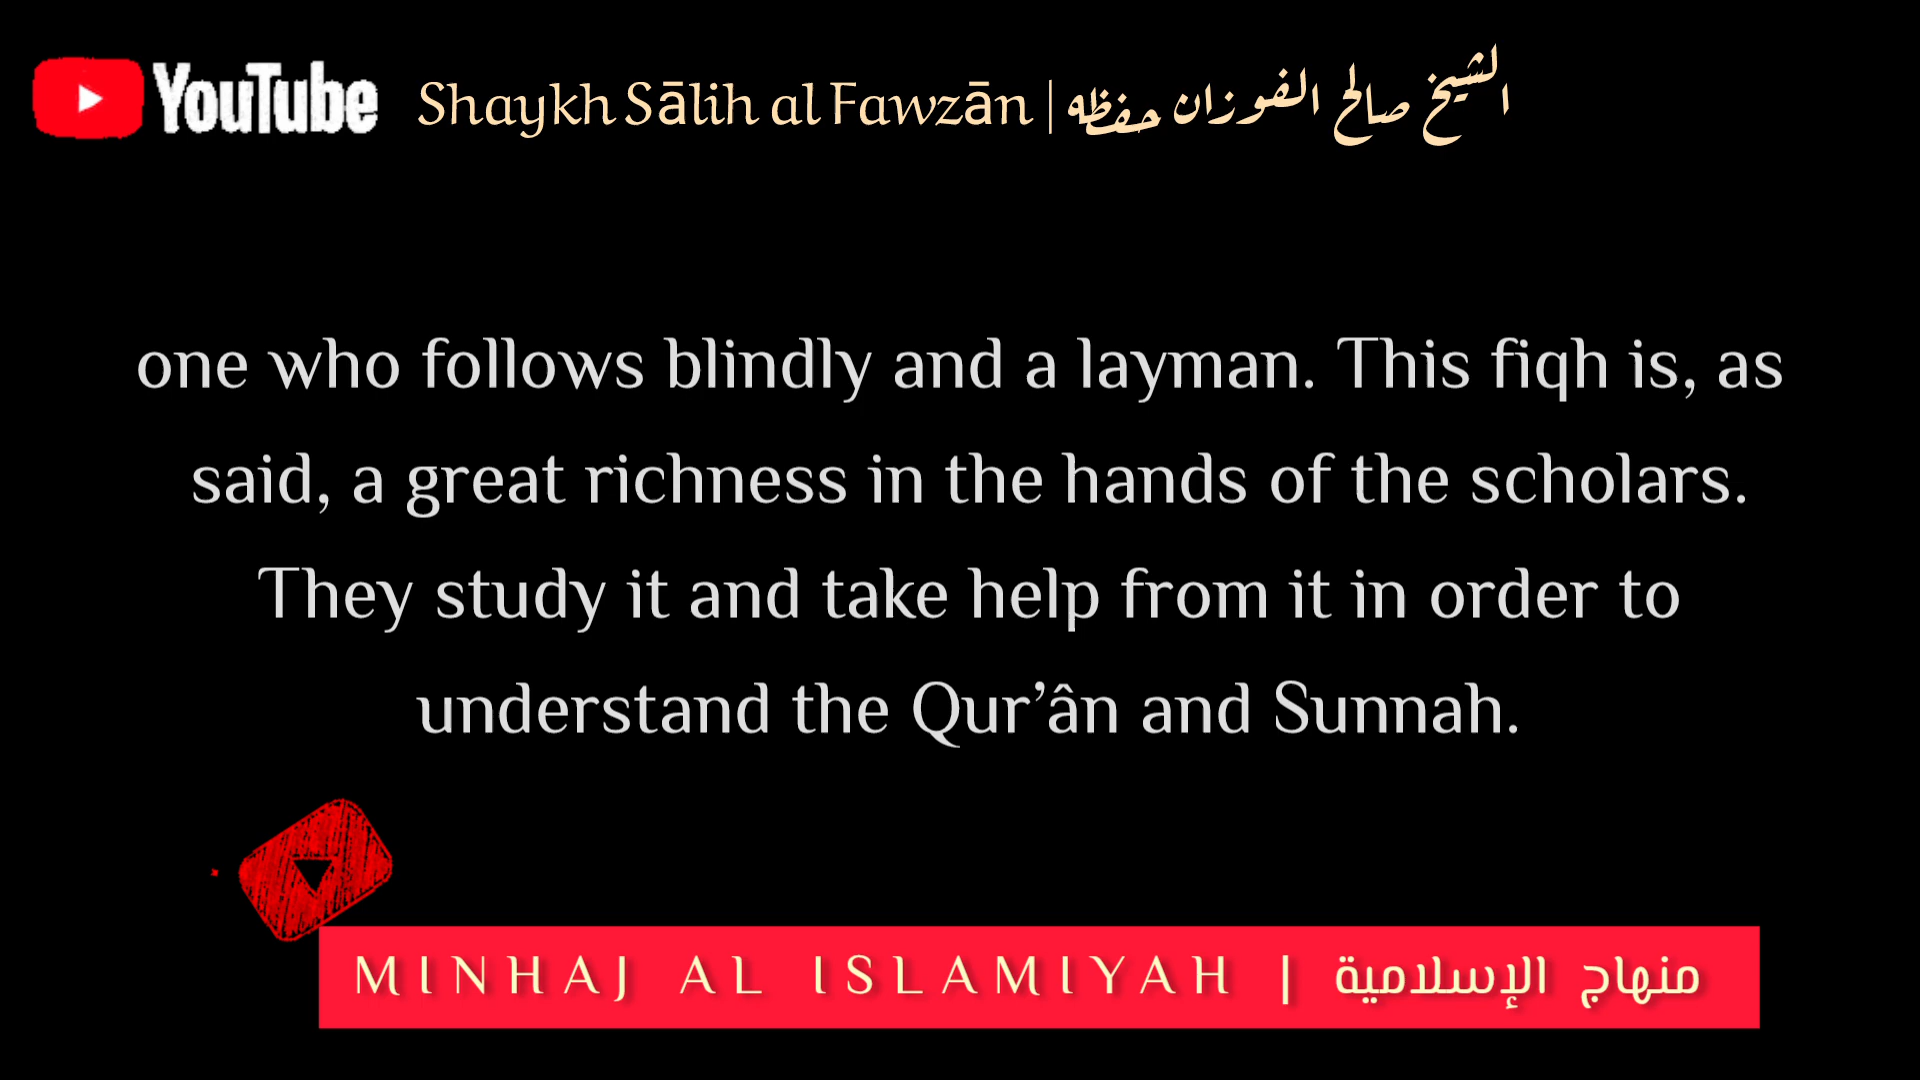 YouTube
Shaykh Sālih al Fawzān | الشيخ صالح الفوزان حفظه
one who follows blindly and a layman. This fiqh is, as
said, a great richness in the hands of the scholars.
They study it and take help from it in order to
understand the Qur’ân and Sunnah.
MINHAJ AL ISLAMIYAH | منهاج الإسلامية